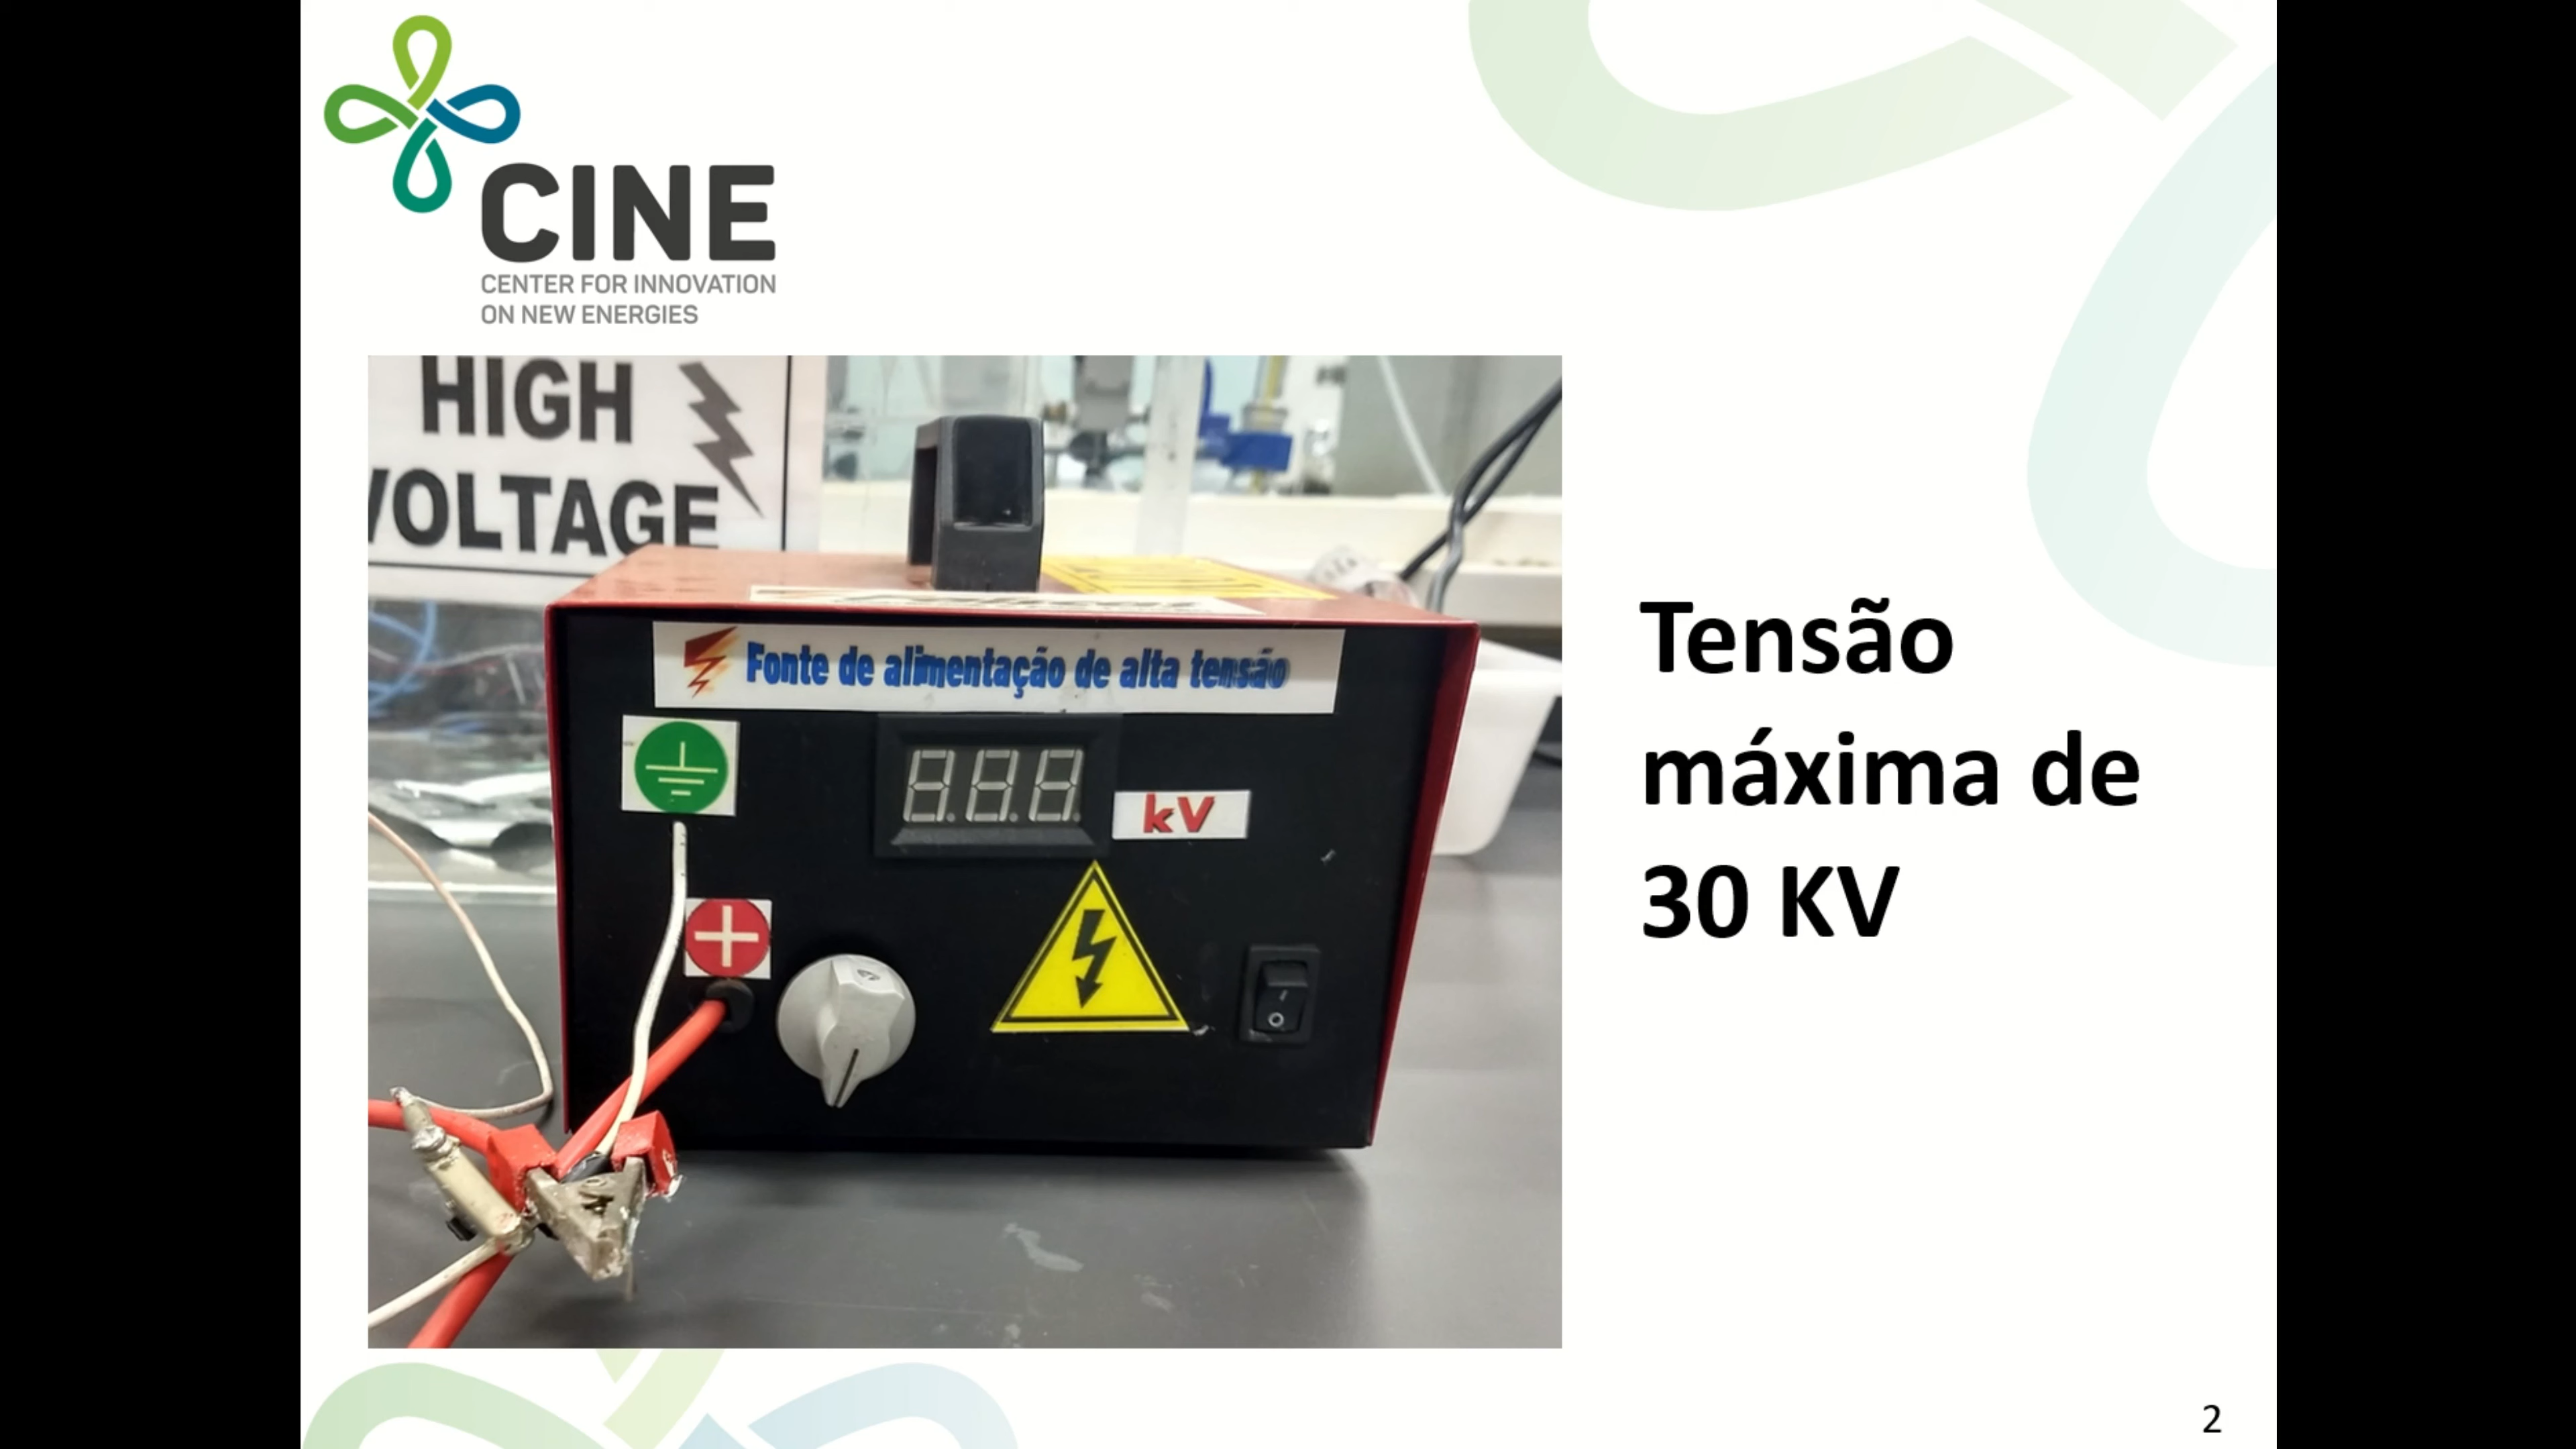 CINE
CENTER FOR INNOVATION
ON NEW ENERGIES
HIGH
VOLTAGE
Fonte de alimentação de alta tensão
kV
Tensão
máxima de
30 KV
2